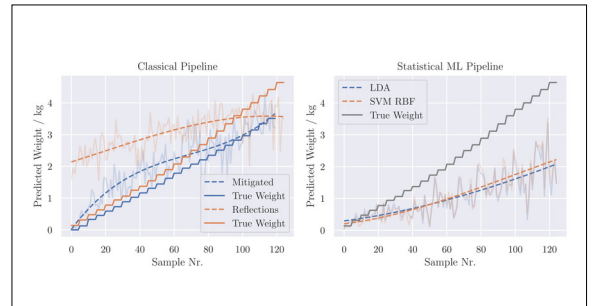 Classical Pipeline
Predicted Weight / kg
4
3
2
1
0
Mitigated
True Weight
Reflections
True Weight
0 20 40 60 80 100 120
Sample Nr.
Statistical ML Pipeline
Predicted Weight / kg
4
3
2
1
0
LDA
SVM RBF
True Weight
0 20 40 60 80 100 120
Sample Nr.